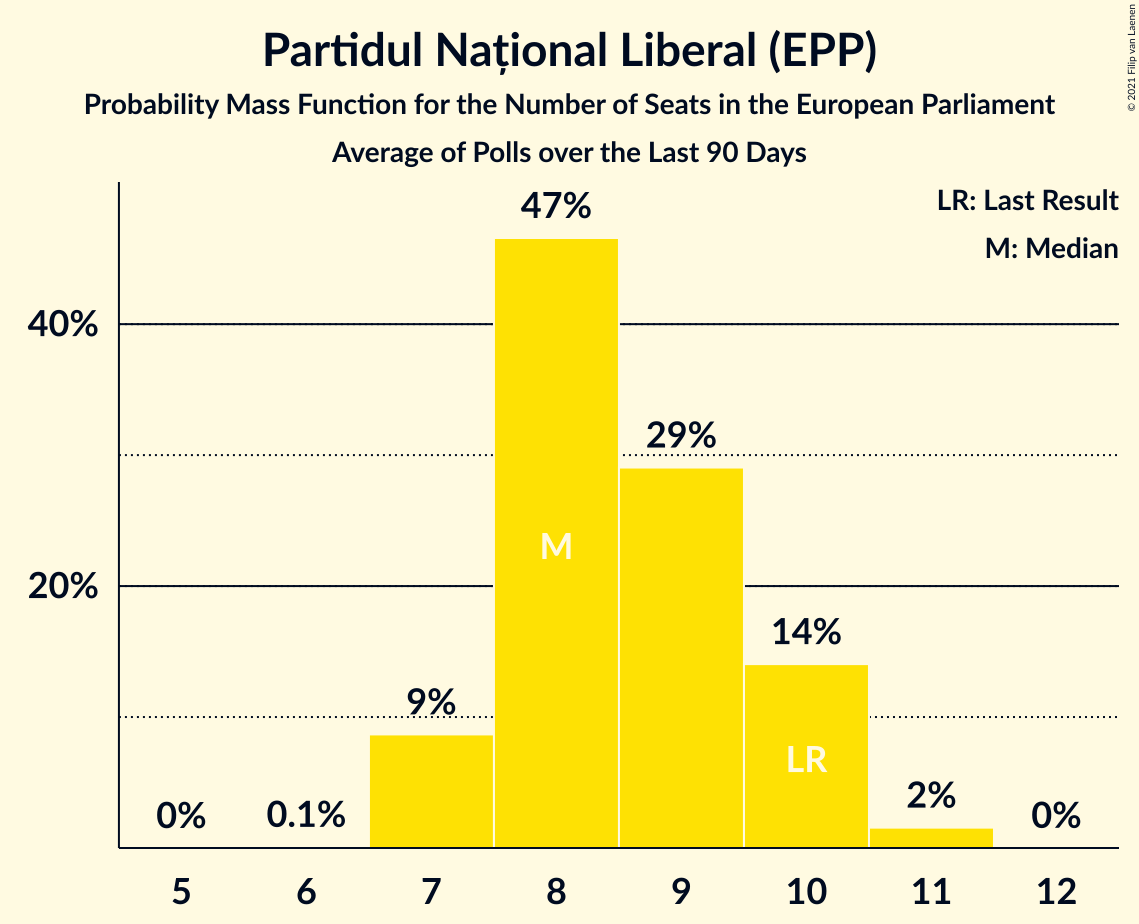 Partidul Național Liberal (EPP)
Probability Mass Function for the Number of Seats in the European Parliament
Average of Polls over the Last 90 Days
© 2021 Filip van Laenen
LR: Last Result
M: Median
40%
20%
0%
0.1%
9%
47%
29%
14%
2%
0%
M
LR
5 6 7 8 9 10 11 12